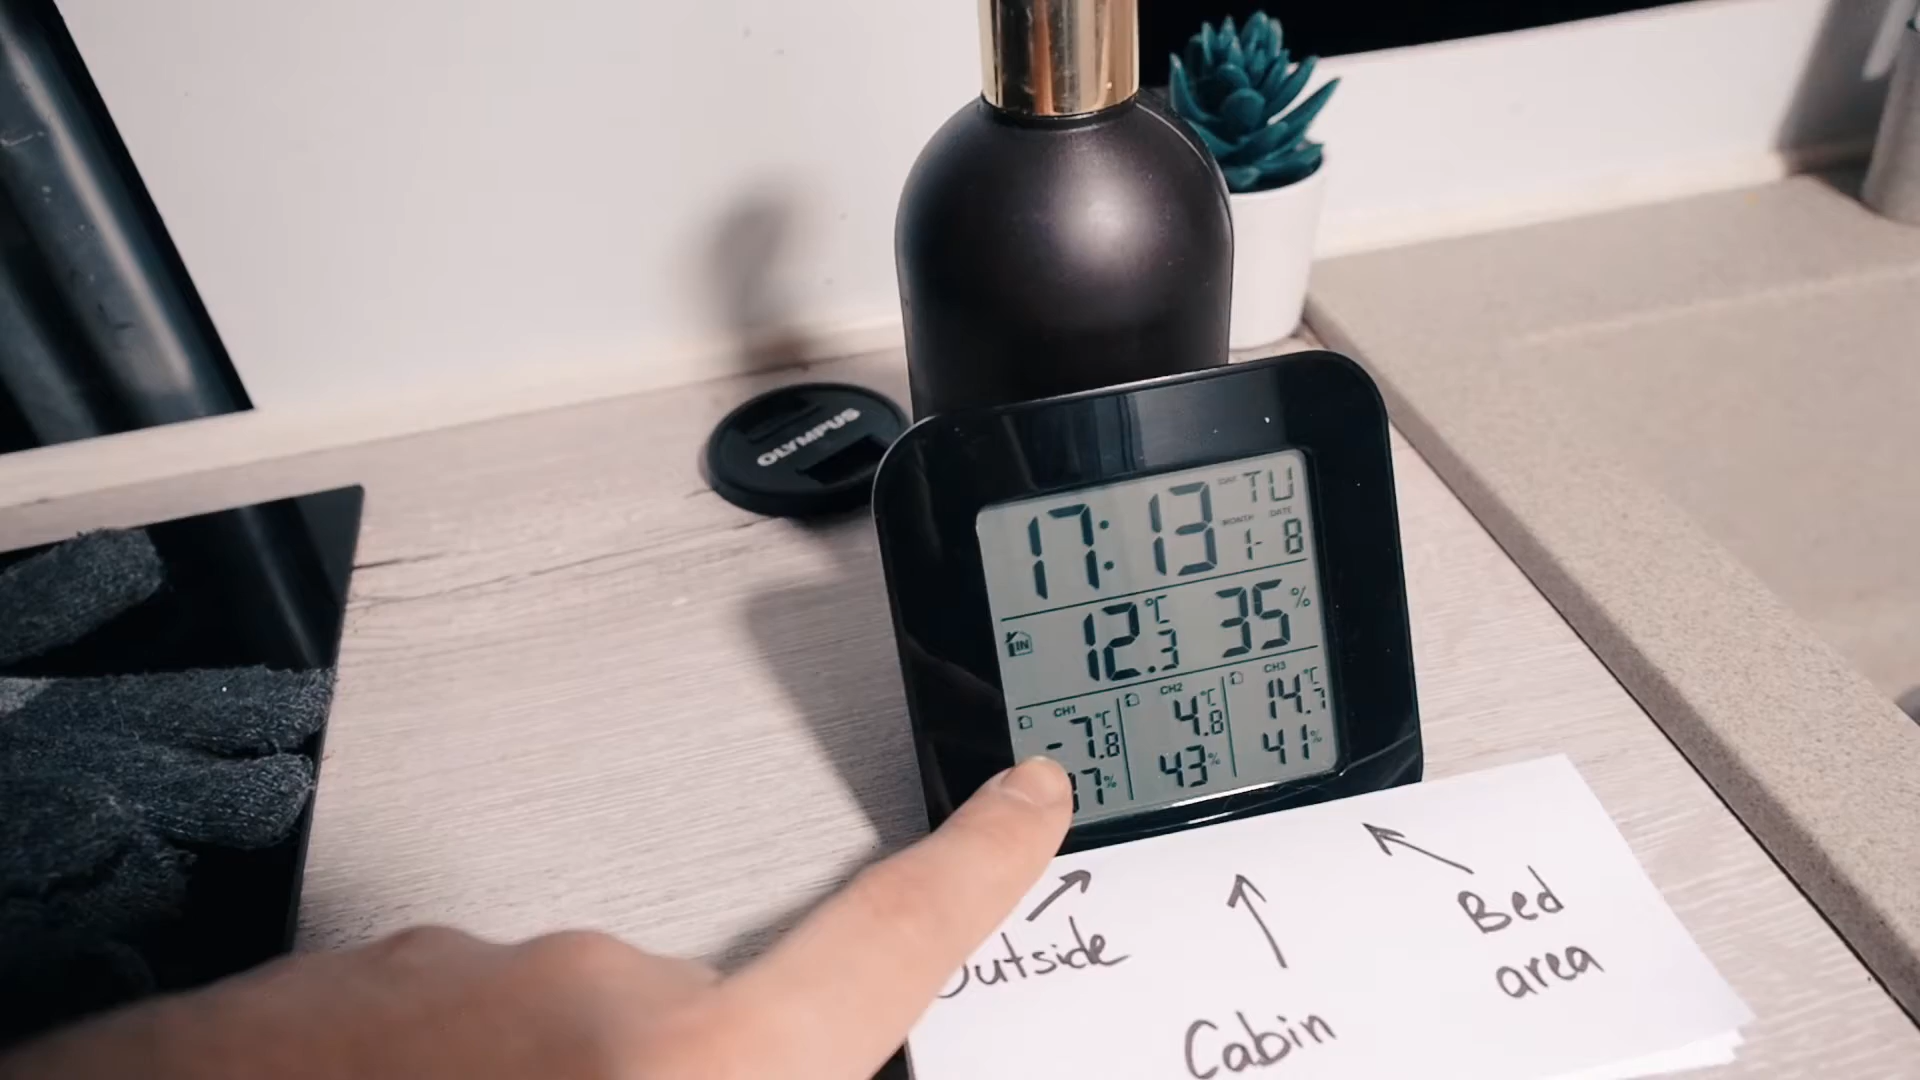 OLYMPUS
17:13 DAY TU
MONTH DATE
1- 8
IN 12.3 °C 35 %
CH1 CH2 CH3
-7.8 °C 4.8 °C 14.7 °C
43 % 41 %
Outside
Cabin
Bed
area